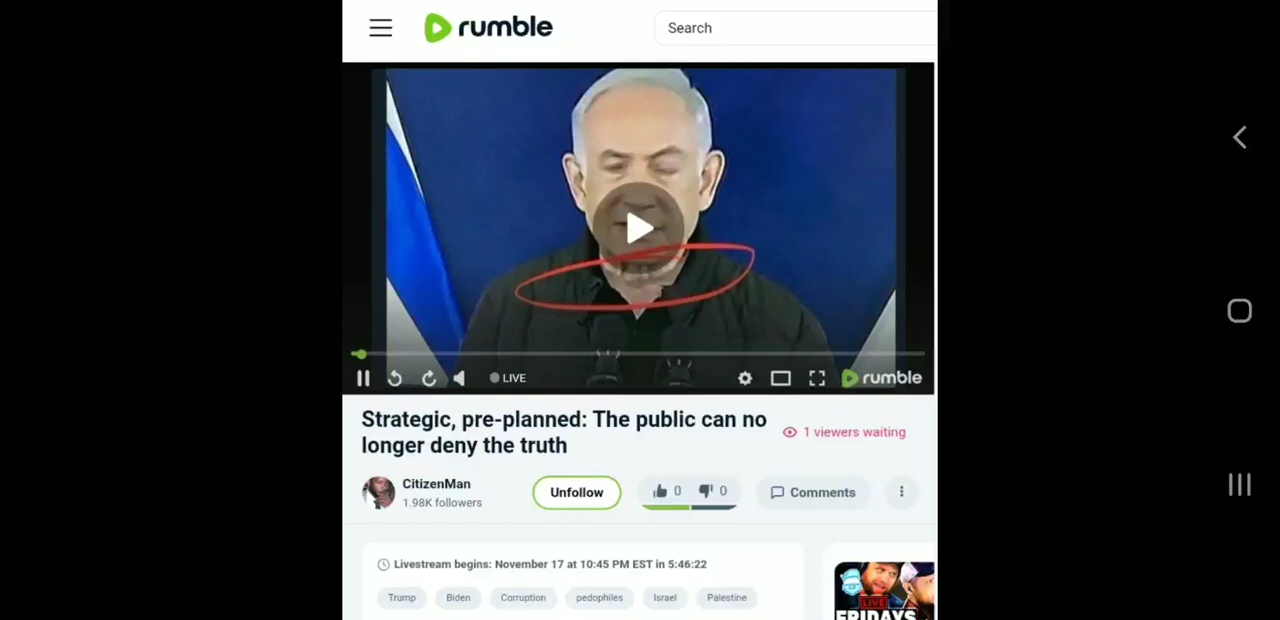 rumble
Search
LIVE
rumble
Strategic, pre-planned: The public can no
longer deny the truth
1 viewers waiting
CitizenMan
1.98K followers
Unfollow
0
0
Comments
Livestream begins: November 17 at 10:45 PM EST in 5:46:22
Trump
Biden
Corruption
pedophiles
Israel
Palestine
LIVE
FRIDAYS